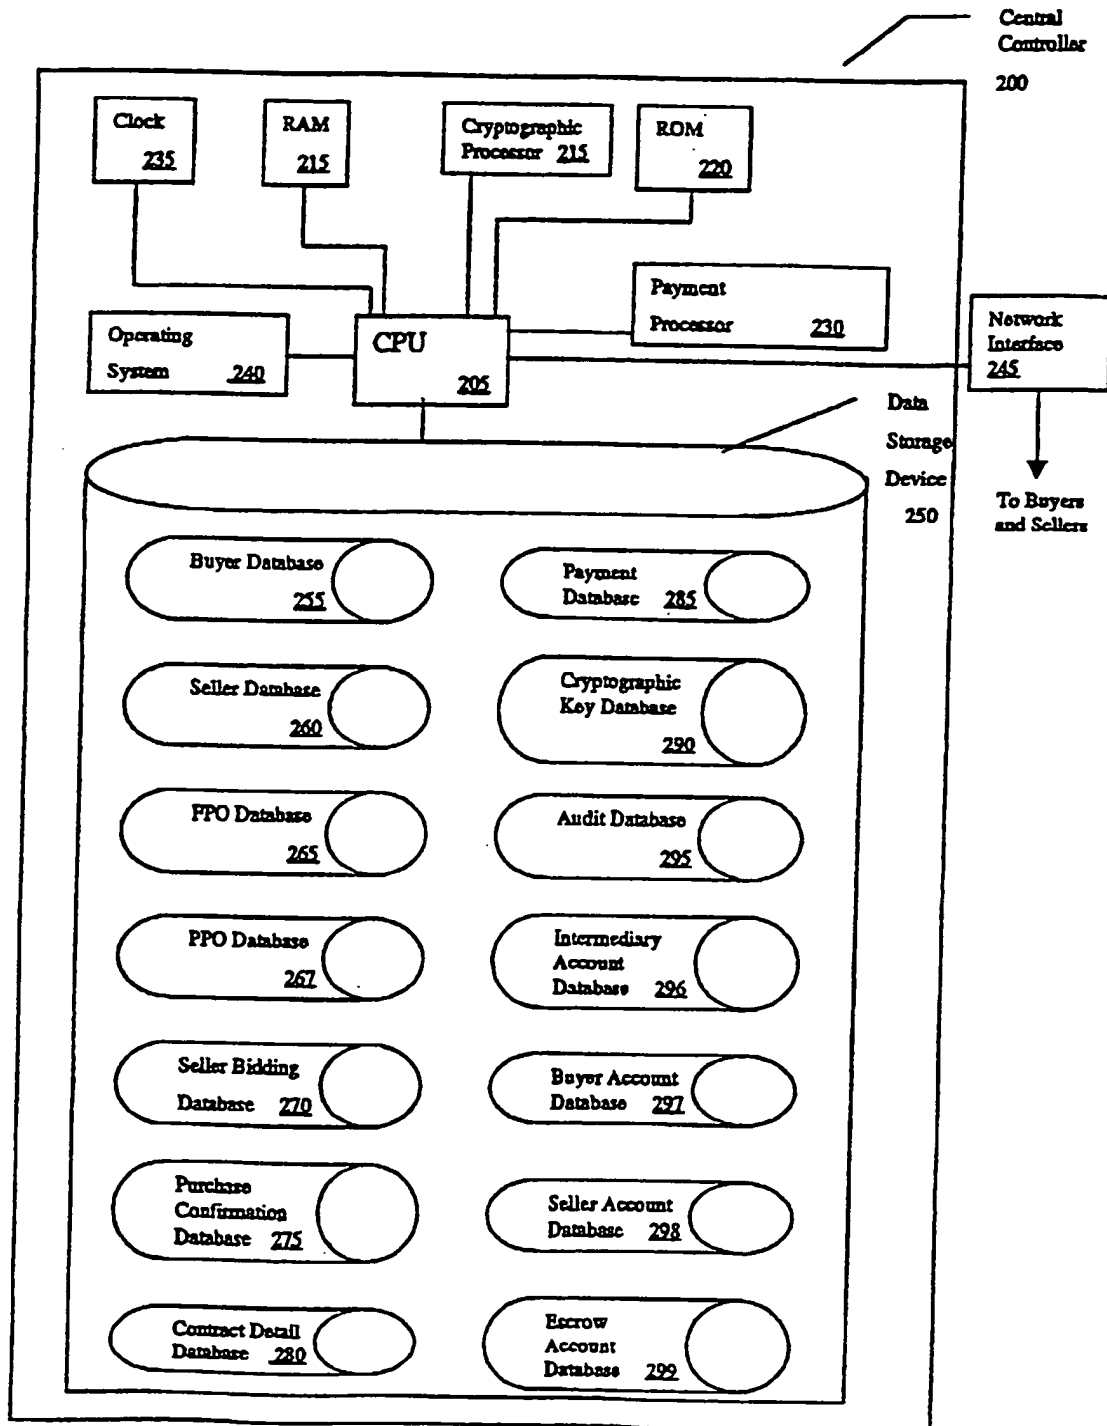 Central
Controller
200
Clock
235
RAM
215
Cryptographic
Processor 215
ROM
220
Payment
Processor 230
Operating
System 240
CPU
205
Network
Interface
245
Data
Storage
Device
250
To Buyers
and Sellers
Buyer Database
255
Payment
Database 285
Seller Database
260
Cryptographic
Key Database
290
FPO Database
265
Audit Database
295
PPO Database
267
Intermediary
Account
Database 296
Seller Bidding
Database 270
Buyer Account
Database 297
Purchase
Confirmation
Database 275
Seller Account
Database 298
Contract Detail
Database 280
Escrow
Account
Database 299